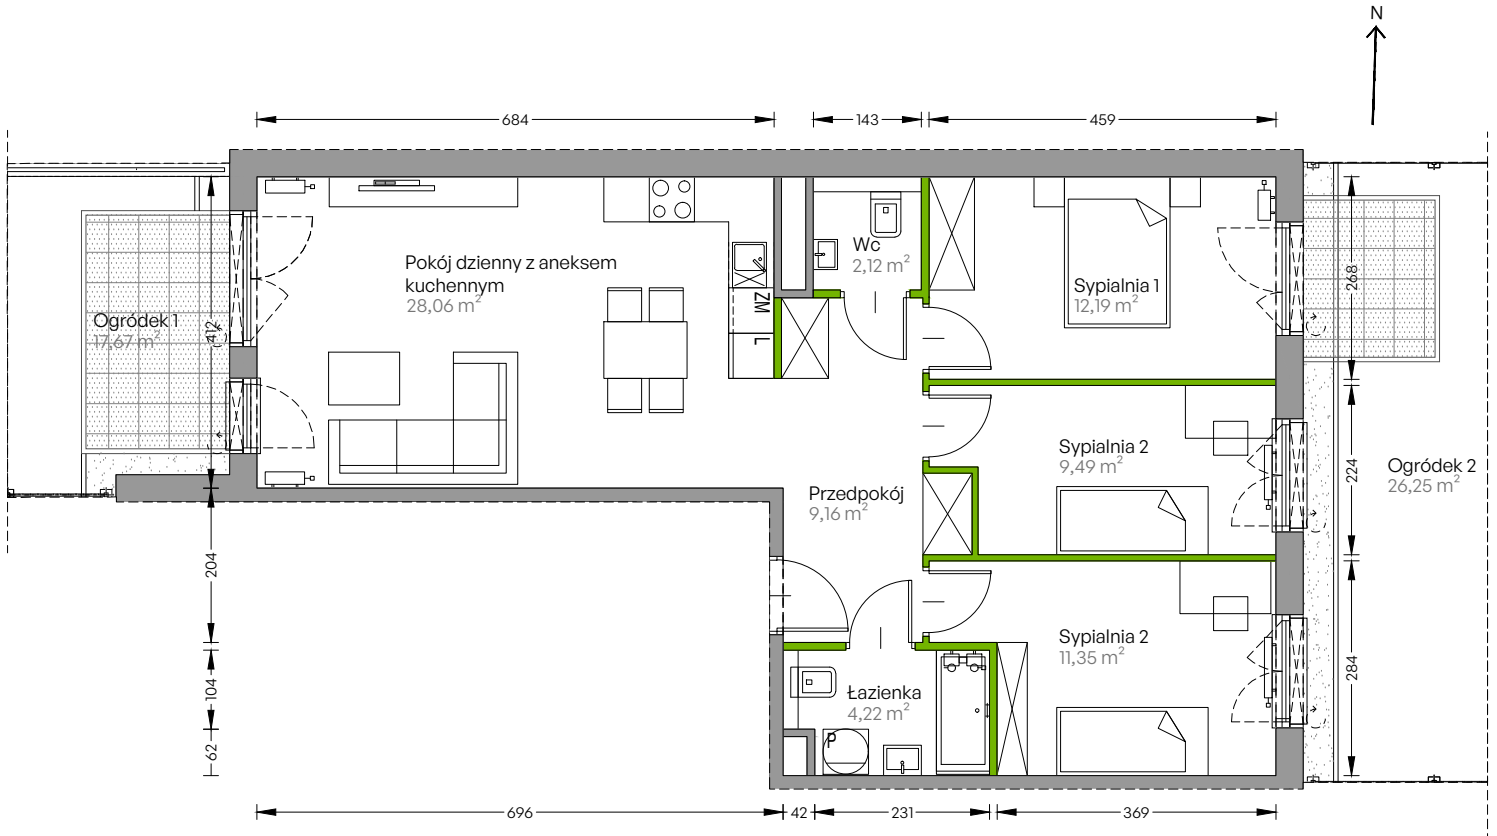 N
684
143
459
Wc
2,12 m²
Pokój dzienny z aneksem
kuchennym
28,06 m²
Sypialnia 1
12,19 m²
268
ZM
L
Ogródek 1
17,67 m²
412
Sypialnia 2
9,49 m²
224
Ogródek 2
26,25 m²
Przedpokój
9,16 m²
204
Sypialnia 2
11,35 m²
284
Łazienka
4,22 m²
104
P
62
696
42
231
369